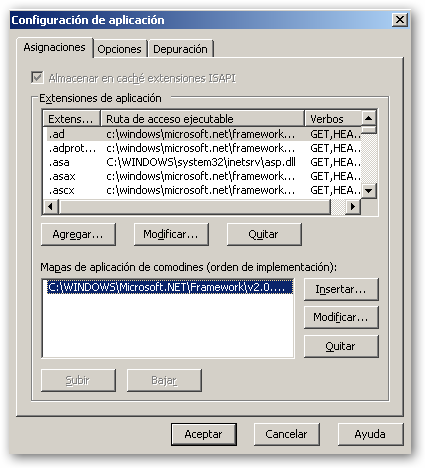 Configuración de aplicación
Asignaciones Opciones Depuración
Almacenar en caché extensiones ISAPI
Extensiones de aplicación
Extens... Ruta de acceso ejecutable Verbos
.ad c:\windows\microsoft.net\framework... GET,HEA...
.adprot... c:\windows\microsoft.net\framework... GET,HEA...
.asa C:\WINDOWS\system32\inetsrv\asp.dll GET,HEA...
.asax c:\windows\microsoft.net\framework... GET,HEA...
.ascx c:\windows\microsoft.net\framework... GET,HEA...
Agregar... Modificar... Quitar
Mapas de aplicación de comodines (orden de implementación):
C:\WINDOWS\Microsoft.NET\Framework\v2.0.... Insertar...
Modificar...
Quitar
Subir Bajar
Aceptar Cancelar Ayuda